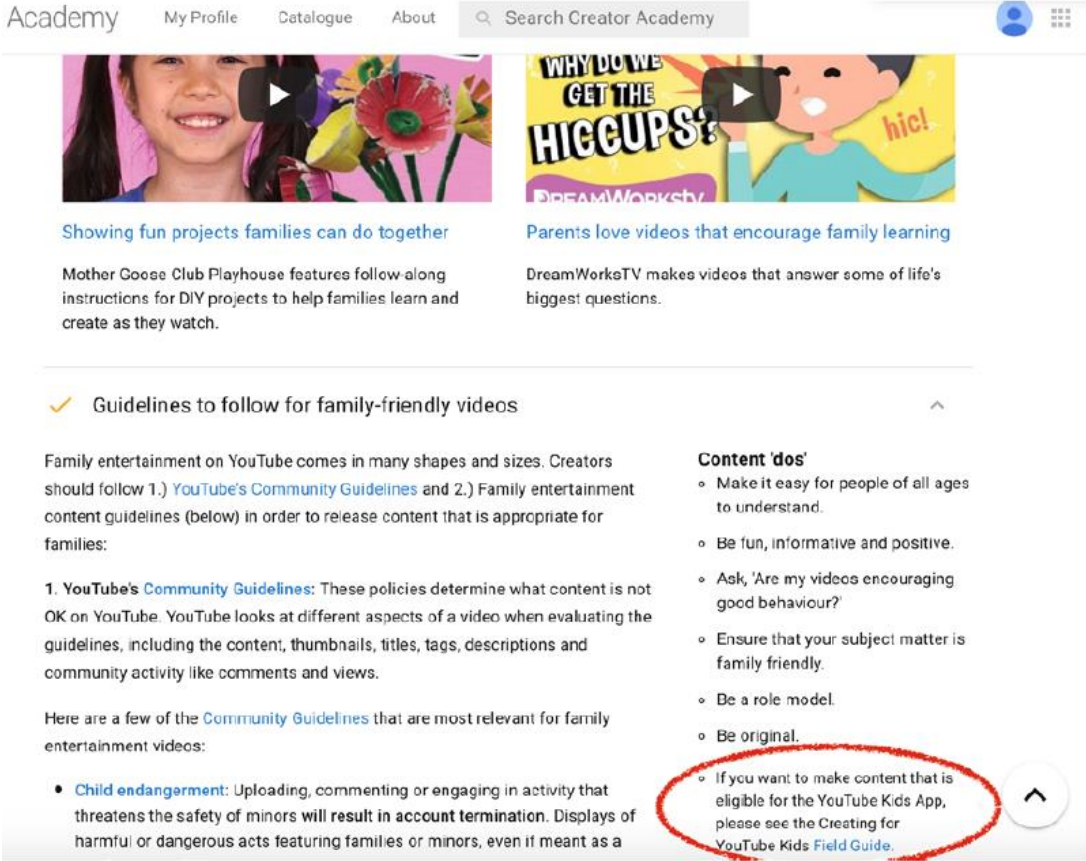 Academy My Profile Catalogue About Search Creator Academy
WHY DO WE
GET THE
HICCUPS?
hic!
DREAMWORKSTV
Showing fun projects families can do together
Mother Goose Club Playhouse features follow-along
instructions for DIY projects to help families learn and
create as they watch.
Parents love videos that encourage family learning
DreamWorksTV makes videos that answer some of life's
biggest questions.
Guidelines to follow for family-friendly videos
Family entertainment on YouTube comes in many shapes and sizes. Creators
should follow 1.) YouTube's Community Guidelines and 2.) Family entertainment
content guidelines (below) in order to release content that is appropriate for
families:
1. YouTube's Community Guidelines: These policies determine what content is not
OK on YouTube. YouTube looks at different aspects of a video when evaluating the
guidelines, including the content, thumbnails, titles, tags, descriptions and
community activity like comments and views.
Here are a few of the Community Guidelines that are most relevant for family
entertainment videos:
• Child endangerment: Uploading, commenting or engaging in activity that
threatens the safety of minors will result in account termination. Displays of
harmful or dangerous acts featuring families or minors, even if meant as a
Content 'dos'
∘ Make it easy for people of all ages
to understand.
∘ Be fun, informative and positive.
∘ Ask, 'Are my videos encouraging
good behaviour?'
∘ Ensure that your subject matter is
family friendly.
∘ Be a role model.
∘ Be original.
∘ If you want to make content that is
eligible for the YouTube Kids App,
please see the Creating for
YouTube Kids Field Guide.